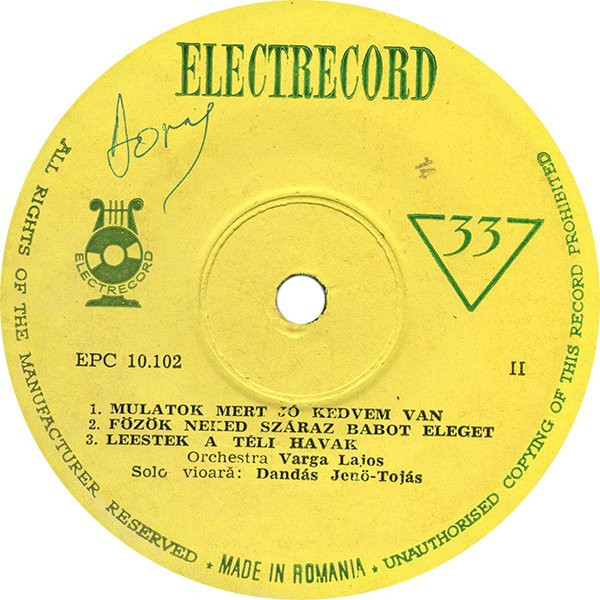 ELECTRECORD
ELECTRECORD
33
EPC 10.102
II
1. MULATOK MERT JÓ KEDVEM VAN
2. FÖZÖK NEKED SZÁRAZ BABOT ELEGET
3. LEESTEK A TÉLI HAVAK
Orchestra Varga Lajos
Solo vioară: Dandás Jenö-Tojás
ALL RIGHTS OF THE MANUFACTURER RESERVED * MADE IN ROMANIA * UNAUTHORISED COPYING OF THIS RECORD PROHIBITED